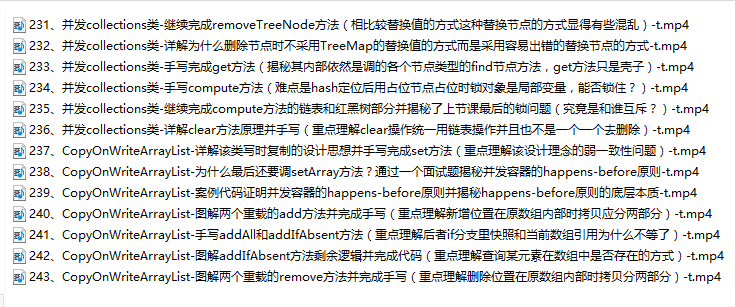 231、并发collections类-继续完成removeTreeNode方法（相比较替换值的方式这种替换节点的方式显得有些混乱）-t.mp4
232、并发collections类-详解为什么删除节点时不采用TreeMap的替换值的方式而是采用容易出错的替换节点的方式-t.mp4
233、并发collections类-手写完成get方法（揭秘其内部依然是调的各个节点类型的find节点方法，get方法只是壳子）-t.mp4
234、并发collections类-手写compute方法（难点是hash定位后用占位节点占位时锁对象是局部变量，能否锁住？）-t.mp4
235、并发collections类-继续完成compute方法的链表和红黑树部分并揭秘了上节课最后的锁问题（究竟是和谁互斥？）-t.mp4
236、并发collections类-详解clear方法原理并手写（重点理解clear操作统一用链表操作并且也不是一个一个去删除）-t.mp4
237、CopyOnWriteArrayList-详解该类写时复制的设计思想并手写完成set方法（重点理解该设计理念的弱一致性问题）-t.mp4
238、CopyOnWriteArrayList-为什么最后还要调setArray方法？通过一个面试题揭秘并发容器的happens-before原则-t.mp4
239、CopyOnWriteArrayList-案例代码证明并发容器的happens-before原则并揭秘happens-before原则的底层本质-t.mp4
240、CopyOnWriteArrayList-图解两个重载的add方法并完成手写（重点理解新增位置在原数组内部时拷贝应分两部分）-t.mp4
241、CopyOnWriteArrayList-手写addAll和addIfAbsent方法（重点理解后者if分支里快照和当前数组引用为什么不等了）-t.mp4
242、CopyOnWriteArrayList-图解addIfAbsent方法剩余逻辑并完成代码（重点理解查询某元素在数组中是否存在的方式）-t.mp4
243、CopyOnWriteArrayList-图解两个重载的remove方法并完成手写（重点理解删除位置在原数组内部时拷贝分两部分）-t.mp4